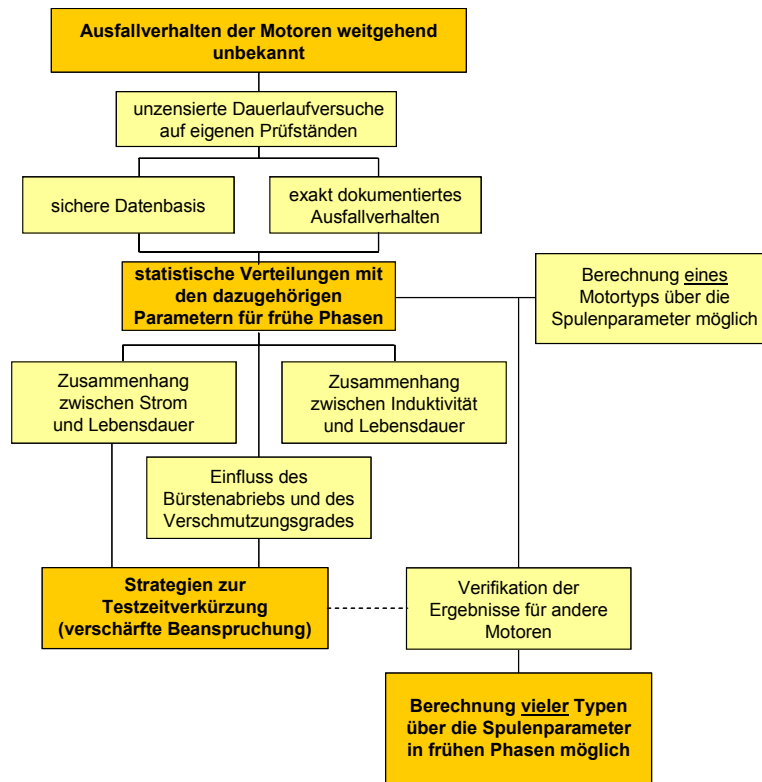 Ausfallverhalten der Motoren weitgehend
unbekannt
unzensierte Dauerlaufversuche
auf eigenen Prüfständen
sichere Datenbasis
exakt dokumentiertes
Ausfallverhalten
statistische Verteilungen mit
den dazugehörigen
Parametern für frühe Phasen
Berechnung eines
Motortyps über die
Spulenparameter möglich
Zusammenhang
zwischen Strom
und Lebensdauer
Zusammenhang
zwischen Induktivität
und Lebensdauer
Einfluss des
Bürstenabriebs und des
Verschmutzungsgrades
Strategien zur
Testzeitverkürzung
(verschärfte Beanspruchung)
Verifikation der
Ergebnisse für andere
Motoren
Berechnung vieler Typen
über die Spulenparameter
in frühen Phasen möglich